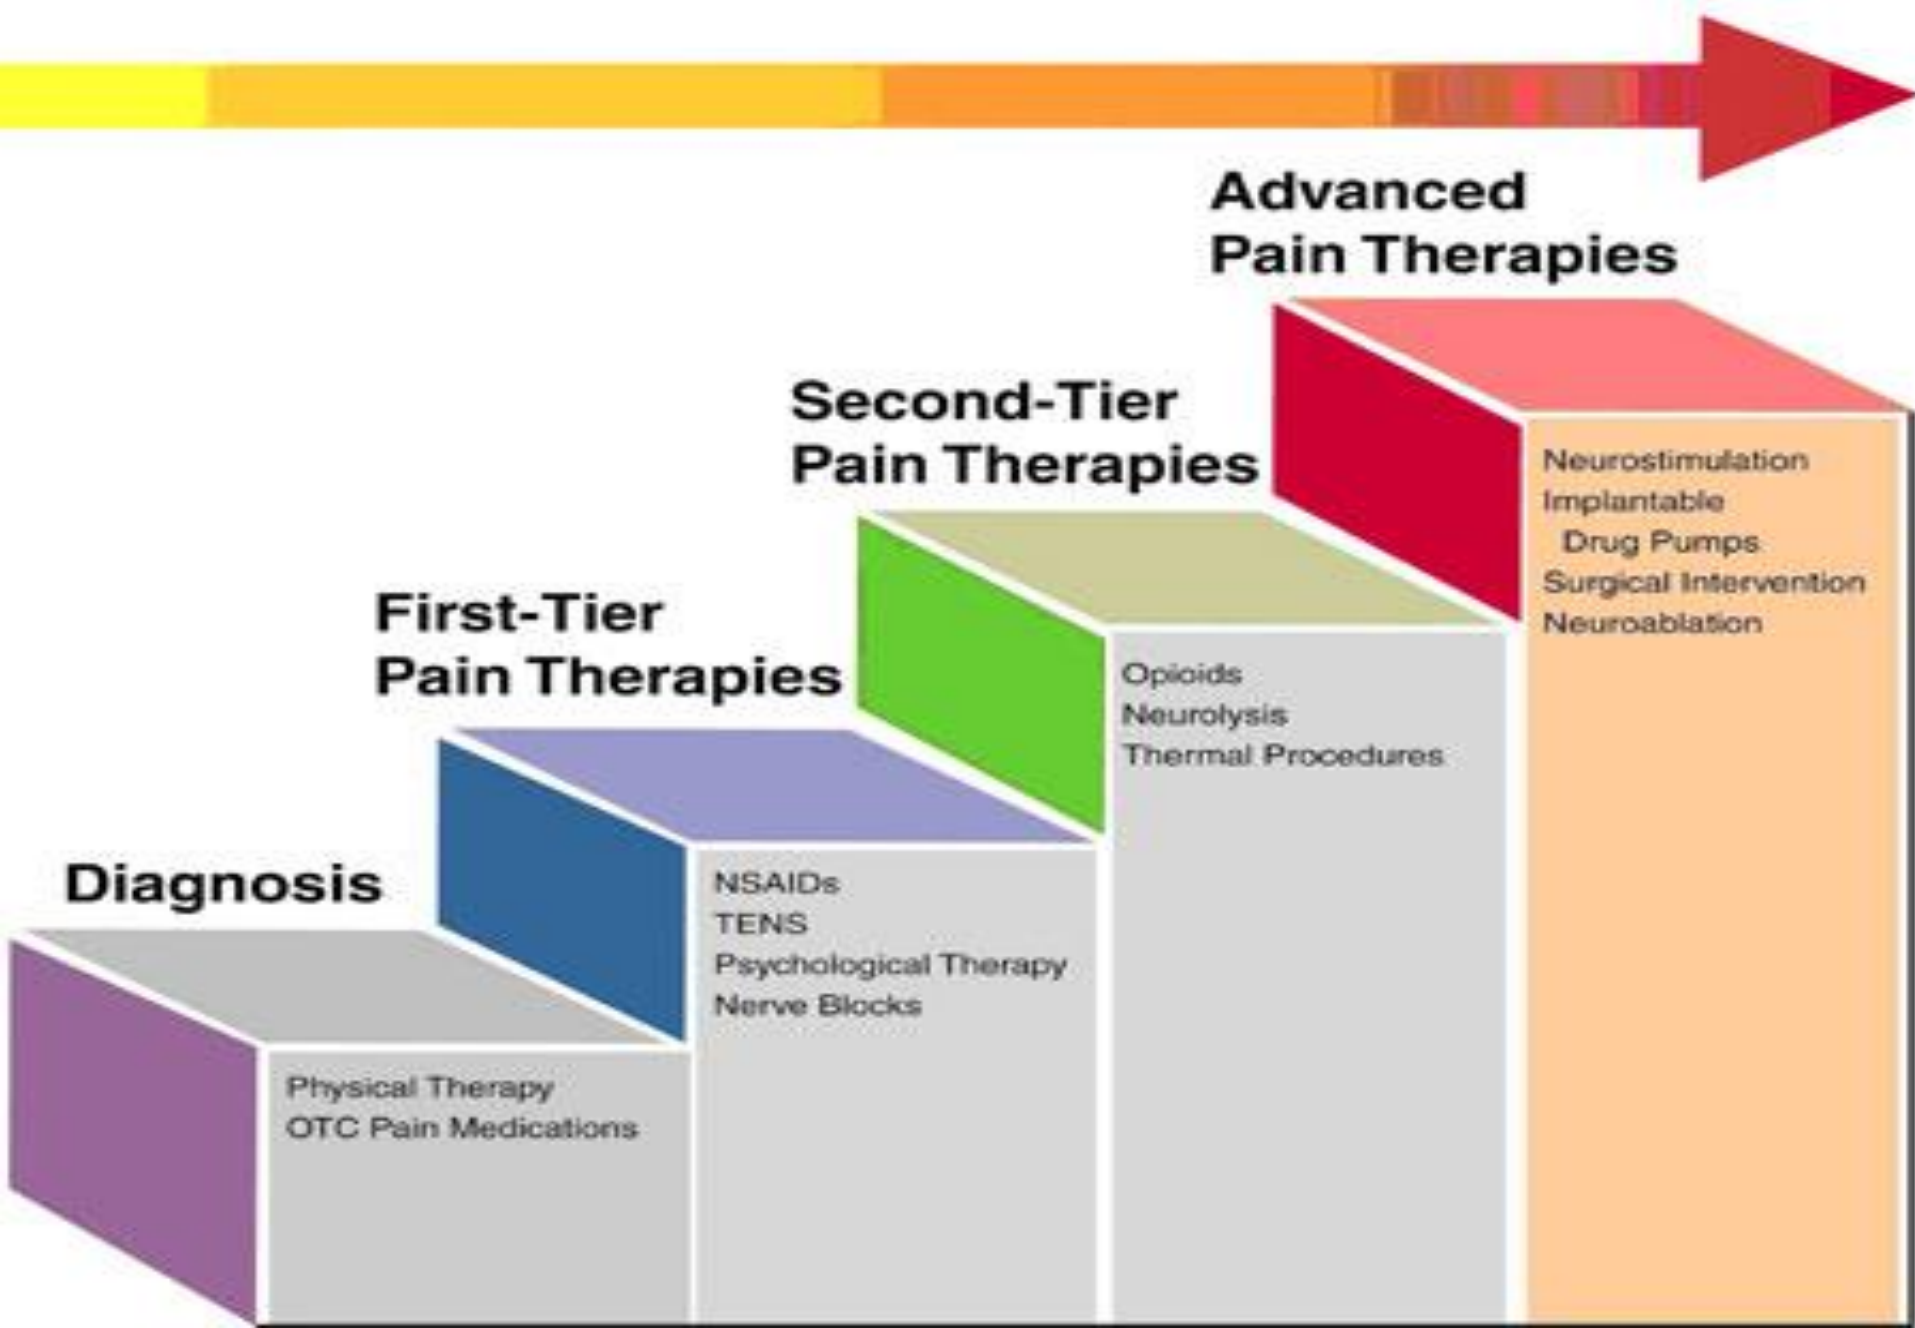 Advanced
Pain Therapies
Neurostimulation
Implantable
Drug Pumps
Surgical Intervention
Neuroablation
Second-Tier
Pain Therapies
Opioids
Neurolysis
Thermal Procedures
First-Tier
Pain Therapies
NSAIDs
TENS
Psychological Therapy
Nerve Blocks
Diagnosis
Physical Therapy
OTC Pain Medications